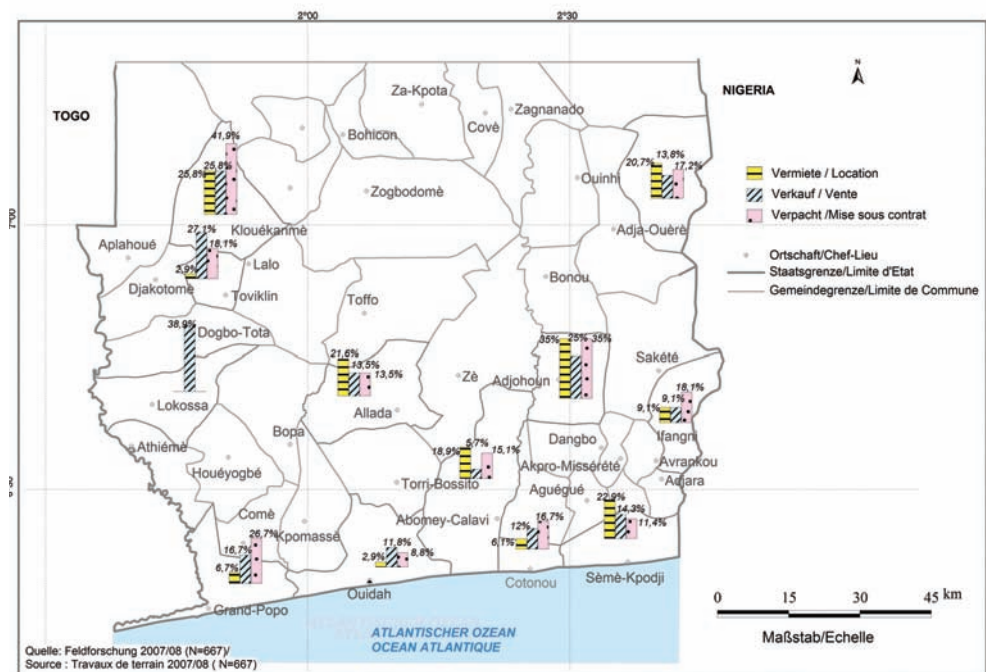 2°00
2°30
N
TOGO
NIGERIA
Za-Kpota
Covè
Zagnanado
Bohicon
41,9%
25,8%
25,8%
Zogbodomè
Ouinhi
20,7%
13,8%
17,2%
Vermiete / Location
Verkauf / Vente
Verpacht /Mise sous contrat
7°00
Klouékanmè
Adja-Ouèrè
Aplahoué
27,1%
18,1%
2,9%
Lalo
Djakotomè
Toviklin
Bonou
Ortschaft/Chef-Lieu
Staatsgrenze/Limite d'Etat
Gemeindegrenze/Limite de Commune
Toffo
38,9%
Dogbo-Tota
21,6%
13,5%
13,5%
35%
25%
35%
Sakété
Zè
Adjohoun
18,1%
9,1%
9,1%
Lokossa
Allada
Ifangni
Athiémè
Bopa
Houéyogbé
18,9%
5,7%
15,1%
Dangbo
Akpro-Missérété
Avrankou
Adjara
Torri-Bossito
Aguégué
22,9%
14,3%
11,4%
Comè
Kpomassè
Abomey-Calavi
12%
16,7%
6,1%
26,7%
16,7%
6,7%
11,8%
2,9%
8,8%
Ouidah
Cotonou
Sèmè-Kpodji
Grand-Popo
0 15 30 45 km
Maßstab/Echelle
ATLANTISCHER OZEAN
OCEAN ATLANTIQUE
Quelle: Feldforschung 2007/08 (N=667)/
Source : Travaux de terrain 2007/08 ( N=667)